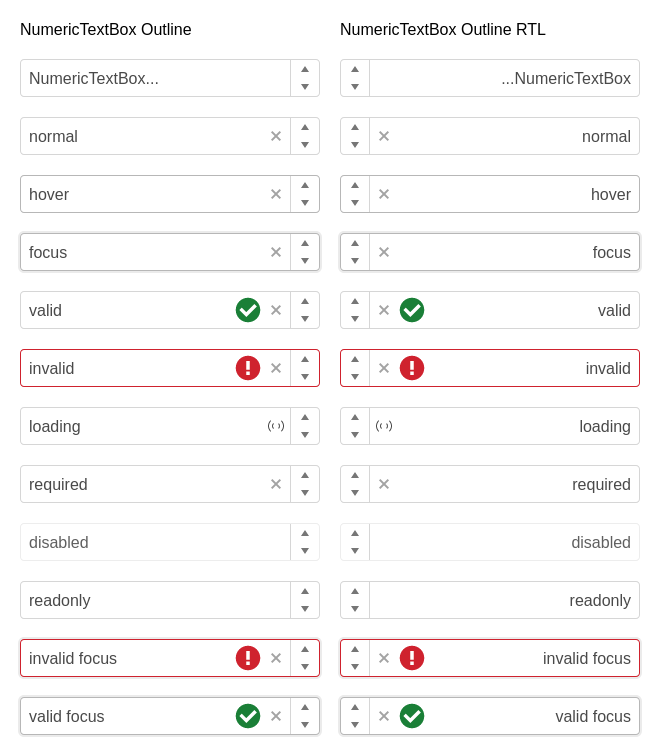 NumericTextBox Outline
NumericTextBox...
normal
hover
focus
valid
invalid
loading
required
disabled
readonly
invalid focus
valid focus
NumericTextBox Outline RTL
...NumericTextBox
normal
hover
focus
valid
invalid
loading
required
disabled
readonly
invalid focus
valid focus